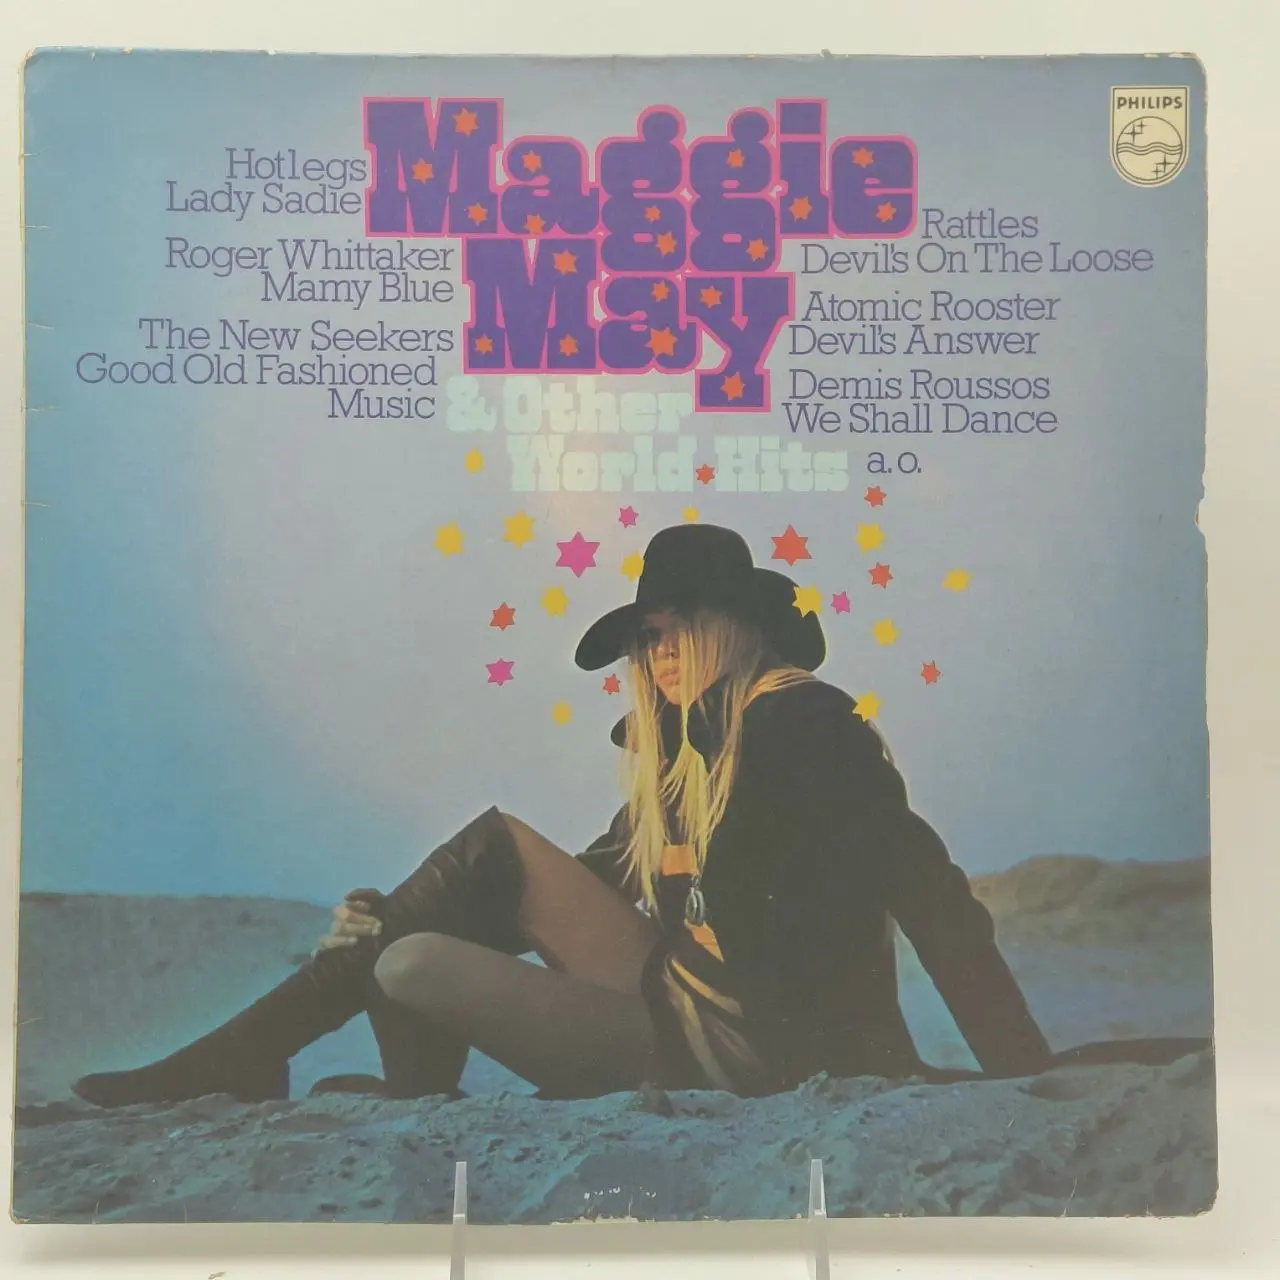 Maggie
May
& Other
World Hits
Hotlegs
Lady Sadie
Roger Whittaker
Mamy Blue
The New Seekers
Good Old Fashioned
Music
Rattles
Devil's On The Loose
Atomic Rooster
Devil's Answer
Demis Roussos
We Shall Dance
a.o.
PHILIPS